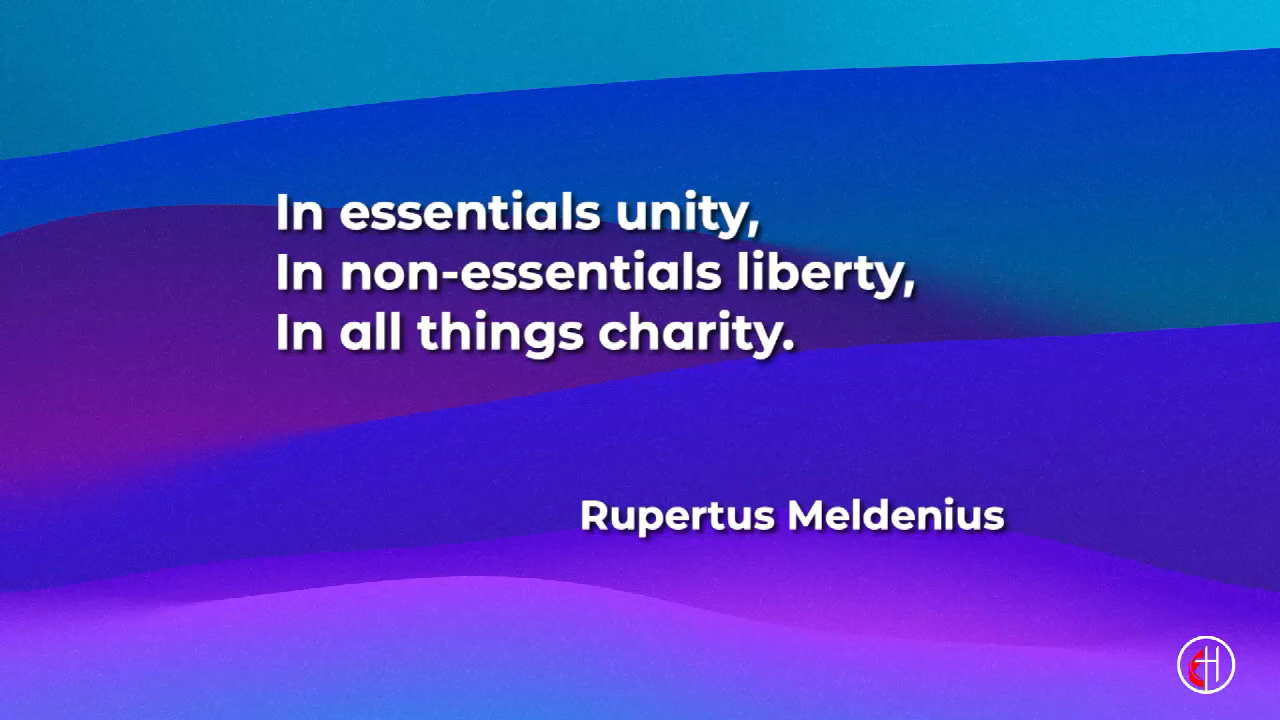 In essentials unity,
In non-essentials liberty,
In all things charity.
Rupertus Meldenius